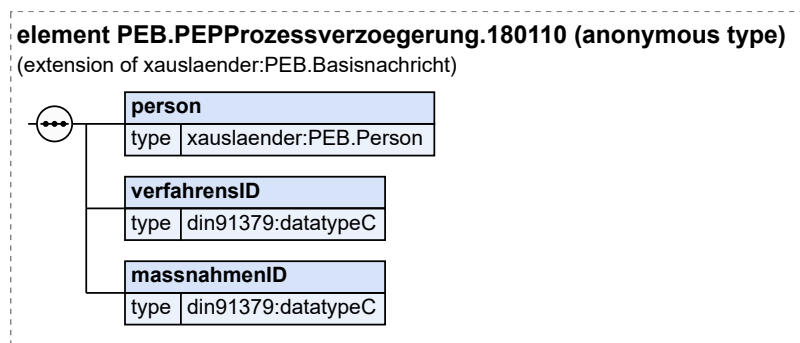 element PEB.PEPProzessverzoegerung.180110 (anonymous type)
(extension of xauslaender:PEB.Basisnachricht)
person
type xauslaender:PEB.Person
verfahrensID
type din91379:datatypeC
massnahmenID
type din91379:datatypeC